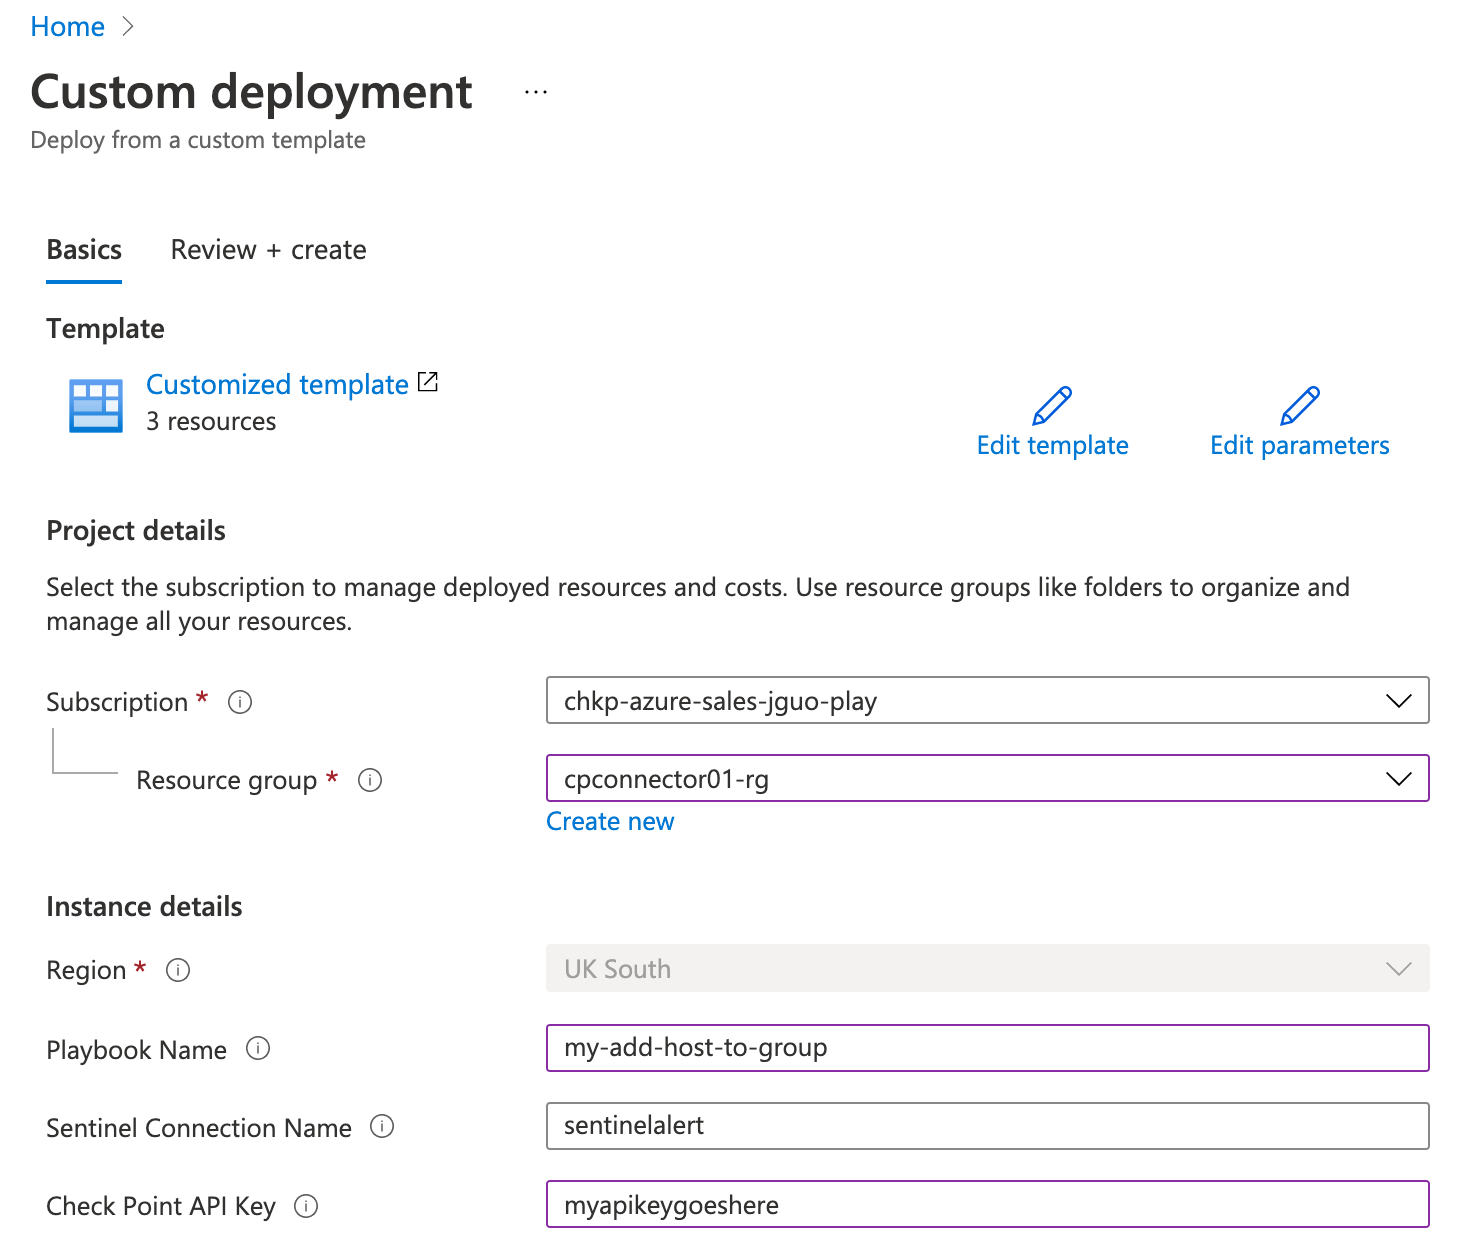 Home
Custom deployment ...
Deploy from a custom template
Basics Review + create
Template
Customized template
3 resources
Edit template Edit parameters
Project details
Select the subscription to manage deployed resources and costs. Use resource groups like folders to organize and
manage all your resources.
Subscription * chkp-azure-sales-jguo-play
Resource group * cpconnector01-rg
Create new
Instance details
Region * UK South
Playbook Name my-add-host-to-group
Sentinel Connection Name sentinelalert
Check Point API Key myapikeygoeshere